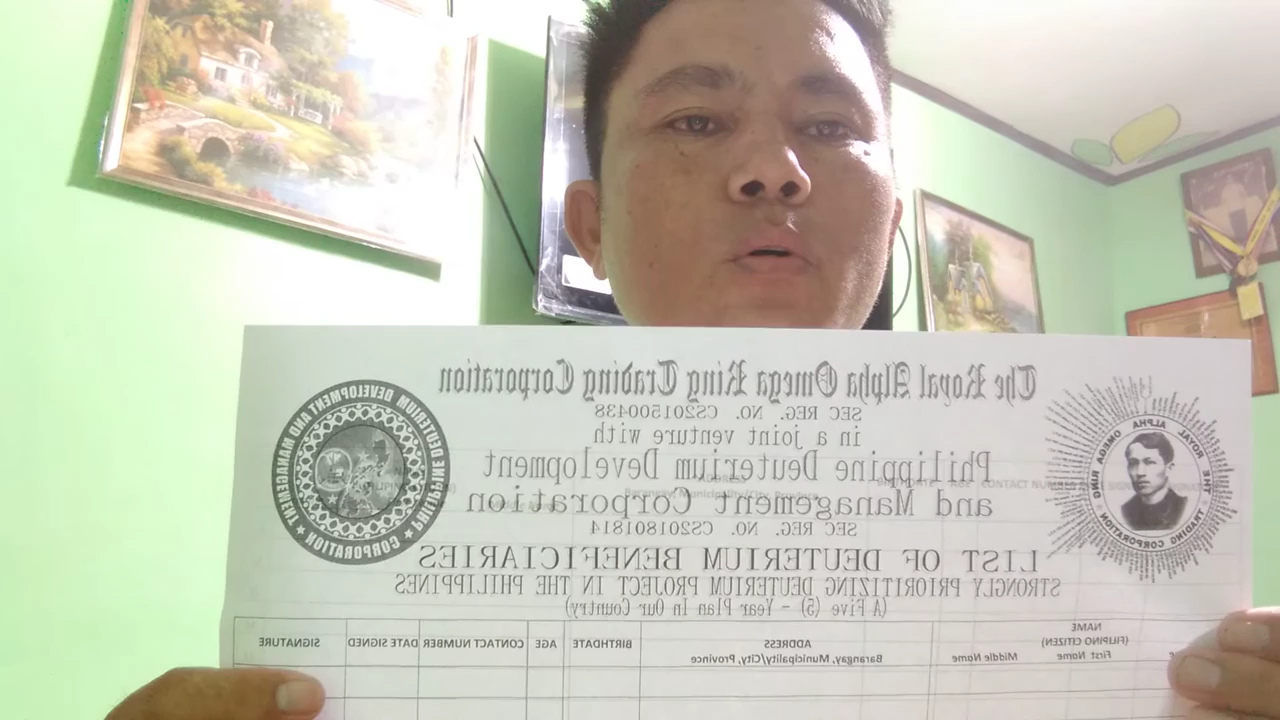 The Royal Alpha Omega King Trading Corporation
SEC REG. NO. CS201500438
in a joint venture with
Philippine Deuterium Development
and Management Corporation
SEC REG. NO. CS201801814
LIST OF DEUTERIUM BENEFICIARIES
STRONGLY PRIORITIZING DEUTERIUM PROJECT IN THE PHILIPPINES
(A Five (5) - Year Plan In Our Country)
THE ROYAL ALPHA OMEGA KING TRADING CORPORATION
PHILIPPINE DEUTERIUM DEVELOPMENT AND MANAGEMENT CORPORATION
NAME
(FILIPINO CITIZEN)
First Name Middle Name
ADDRESS
Barangay, Municipality/City, Province
BIRTHDATE
AGE
CONTACT NUMBER
DATE SIGNED
SIGNATURE